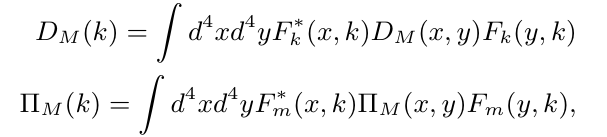 $D_M(k) = \int d^4x d^4y F_k^*(x,k) D_M(x,y) F_k(y,k)$
$\Pi_M(k) = \int d^4x d^4y F_m^*(x,k) \Pi_M(x,y) F_m(y,k),$